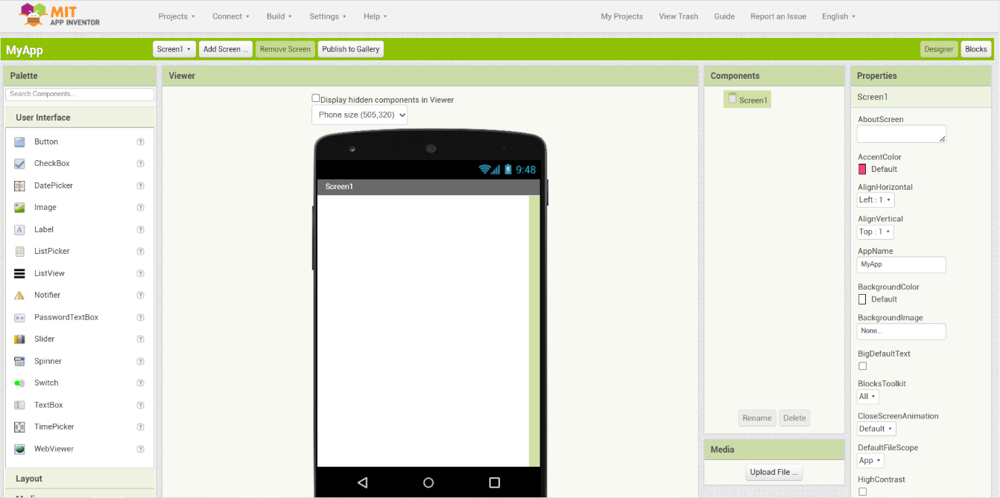 MIT
APP INVENTOR
Projects
Connect
Build
Settings
Help
My Projects
View Trash
Guide
Report an Issue
English
MyApp
Screen1
Add Screen ...
Remove Screen
Publish to Gallery
Designer
Blocks
Palette
Search Components...
User Interface
Button
CheckBox
DatePicker
Image
Label
ListPicker
ListView
Notifier
PasswordTextBox
Slider
Spinner
Switch
TextBox
TimePicker
WebViewer
Layout
Viewer
Display hidden components in Viewer
Phone size (505,320)
9:48
Screen1
Components
Screen1
Rename
Delete
Media
Upload File ...
Properties
Screen1
AboutScreen
AccentColor
Default
AlignHorizontal
Left : 1
AlignVertical
Top : 1
AppName
MyApp
BackgroundColor
Default
BackgroundImage
None...
BigDefaultText
BlocksToolkit
All
CloseScreenAnimation
Default
DefaultFileScope
App
HighContrast